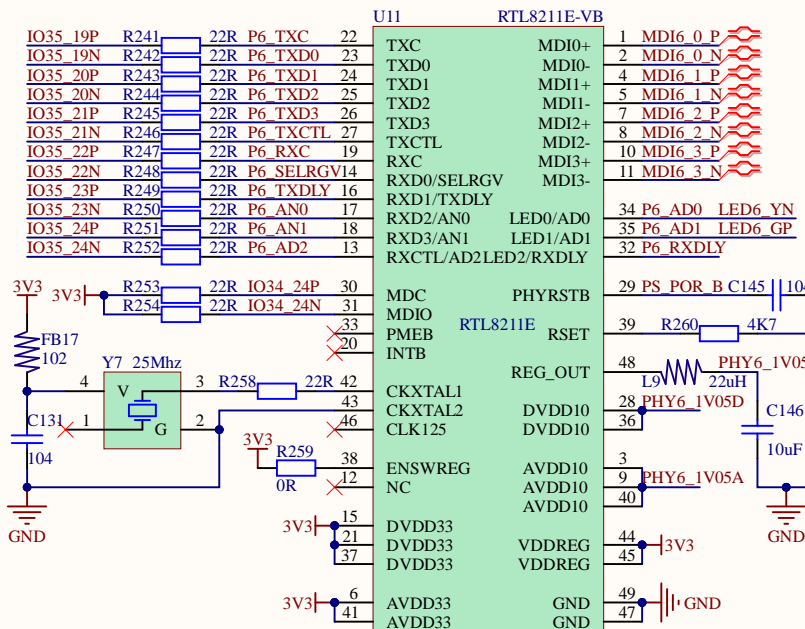 U11 RTL8211E-VB
IO35_19P R241 22R P6_TXC 22 TXC MDI0+ 1 MDI6_0_P
IO35_19N R242 22R P6_TXD0 23 TXD0 MDI0- 2 MDI6_0_N
IO35_20P R243 22R P6_TXD1 24 TXD1 MDI1+ 4 MDI6_1_P
IO35_20N R244 22R P6_TXD2 25 TXD2 MDI1- 5 MDI6_1_N
IO35_21P R245 22R P6_TXD3 26 TXD3 MDI2+ 7 MDI6_2_P
IO35_21N R246 22R P6_TXCTL 27 TXCTL MDI2- 8 MDI6_2_N
IO35_22P R247 22R P6_RXC 19 RXC MDI3+ 10 MDI6_3_P
IO35_22N R248 22R P6_SELRGV 14 RXD0/SELRGV MDI3- 11 MDI6_3_N
IO35_23P R249 22R P6_TXDLY 16 RXD1/TXDLY
IO35_23N R250 22R P6_AN0 17 RXD2/AN0 LED0/AD0 34 P6_AD0 LED6_YN
IO35_24P R251 22R P6_AN1 18 RXD3/AN1 LED1/AD1 35 P6_AD1 LED6_GP
IO35_24N R252 22R P6_AD2 13 RXCTL/AD2 LED2/RXDLY 32 P6_RXDLY
3V3 3V3 R253 22R IO34_24P 30 MDC PHYRSTB 29 PS_POR_B C145 104
R254 22R IO34_24N 31 MDIO
FB17 102 33 PMEB RTL8211E RSET 39 R260 4K7
20 INTB
Y7 25Mhz REG_OUT 48 L9 22uH PHY6_1V05
4 V 3 R258 22R 42 CKXTAL1
C131 104 1 G 2 43 CKXTAL2 DVDD10 28 PHY6_1V05D C146 10uF
46 CLK125 DVDD10 36
3V3 R259 0R 38 ENSWREG AVDD10 3
12 NC AVDD10 9 PHY6_1V05A
AVDD10 40
GND 3V3 15 DVDD33 GND
21 DVDD33 VDDREG 44 3V3
37 DVDD33 VDDREG 45
3V3 6 AVDD33 GND 49 GND
41 AVDD33 GND 47